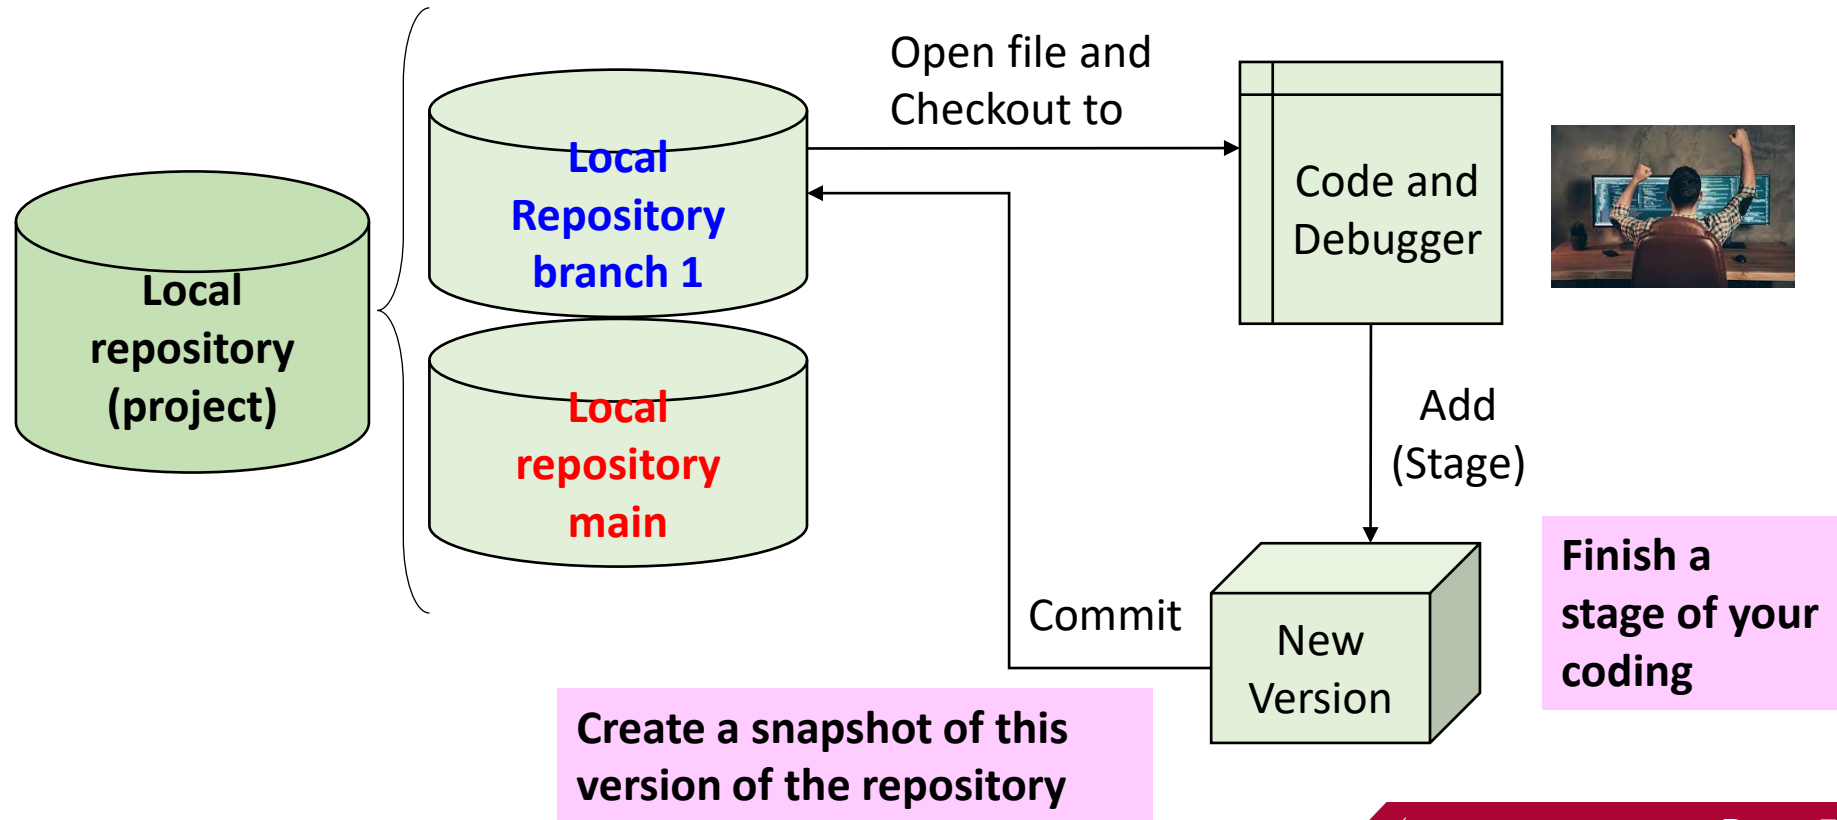 Open file and
Checkout to
Local
Repository
branch 1
Code and
Debugger
Local
repository
(project)
Local
repository
main
Add
(Stage)
Commit
New
Version
Finish a
stage of your
coding
Create a snapshot of this
version of the repository